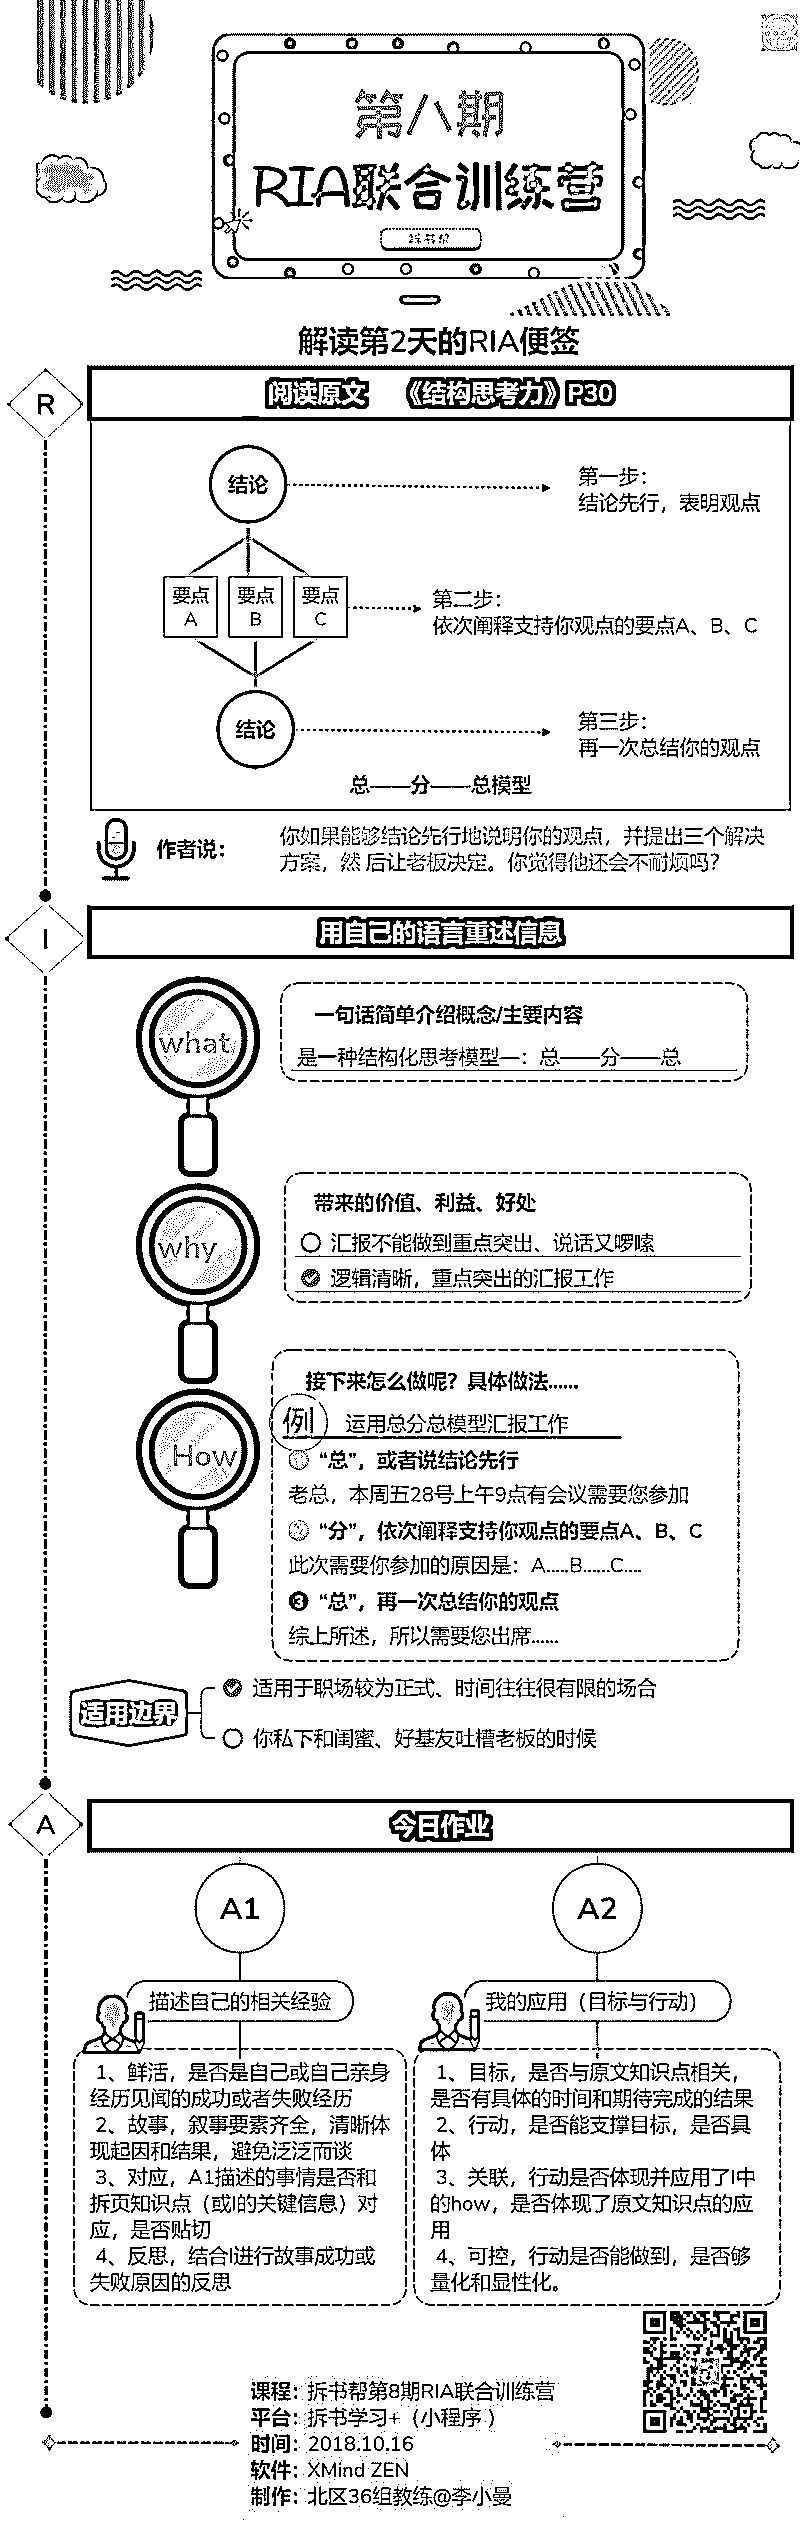 第八期
RIA联合训练营
拆书帮
解读第2天的RIA便签
R
阅读原文 《结构思考力》P30
结论
第一步：
结论先行，表明观点
要点A
要点B
要点C
第二步：
依次阐释支持你观点的要点A、B、C
结论
第三步：
再一次总结你的观点
总——分——总模型
作者说：
你如果能够结论先行地说明你的观点，并提出三个解决
方案，然 后让老板决定。你觉得他还会不耐烦吗？
I
用自己的语言重述信息
what
一句话简单介绍概念/主要内容
是一种结构化思考模型—：总——分——总
why
带来的价值、利益、好处
汇报不能做到重点突出、说话又啰嗦
逻辑清晰，重点突出的汇报工作
How
接下来怎么做呢？具体做法……
例 运用总分总模型汇报工作
1 “总”，或者说结论先行
老总，本周五28号上午9点有会议需要您参加
2 “分”，依次阐释支持你观点的要点A、B、C
此次需要你参加的原因是：A.....B......C....
3 “总”，再一次总结你的观点
综上所述，所以需要您出席......
适用边界
适用于职场较为正式、时间往往很有限的场合
你私下和闺蜜、好基友吐槽老板的时候
A
今日作业
A1
描述自己的相关经验
1、鲜活，是否是自己或自己亲身
经历见闻的成功或者失败经历
2、故事，叙事要素齐全，清晰体
现起因和结果，避免泛泛而谈
3、对应，A1描述的事情是否和
拆页知识点（或I的关键信息）对
应，是否贴切
4、反思，结合I进行故事成功或
失败原因的反思
A2
我的应用（目标与行动）
1、目标，是否与原文知识点相关，
是否有具体的时间和期待完成的结果
2、行动，是否能支撑目标，是否具
体
3、关联，行动是否体现并应用了I中
的how，是否体现了原文知识点的应
用
4、可控，行动是否能做到，是否够
量化和显性化。
课程：拆书帮第8期RIA联合训练营
平台：拆书学习+（小程序 ）
时间：2018.10.16
软件：XMind ZEN
制作：北区36组教练@李小曼